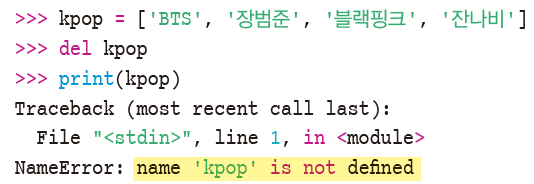 >>> kpop = ['BTS', '장범준', '블랙핑크', '잔나비']
>>> del kpop
>>> print(kpop)
Traceback (most recent call last):
  File "<stdin>", line 1, in <module>
NameError: name 'kpop' is not defined